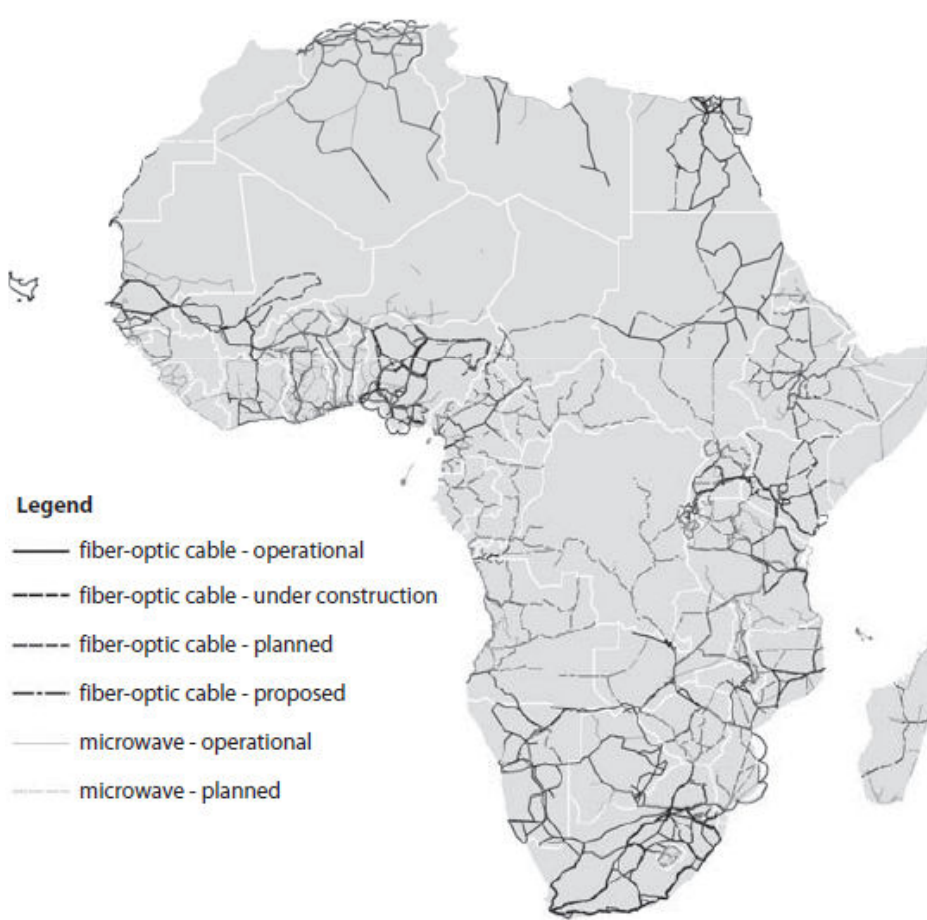 Legend
fiber-optic cable - operational
fiber-optic cable - under construction
fiber-optic cable - planned
fiber-optic cable - proposed
microwave - operational
microwave - planned